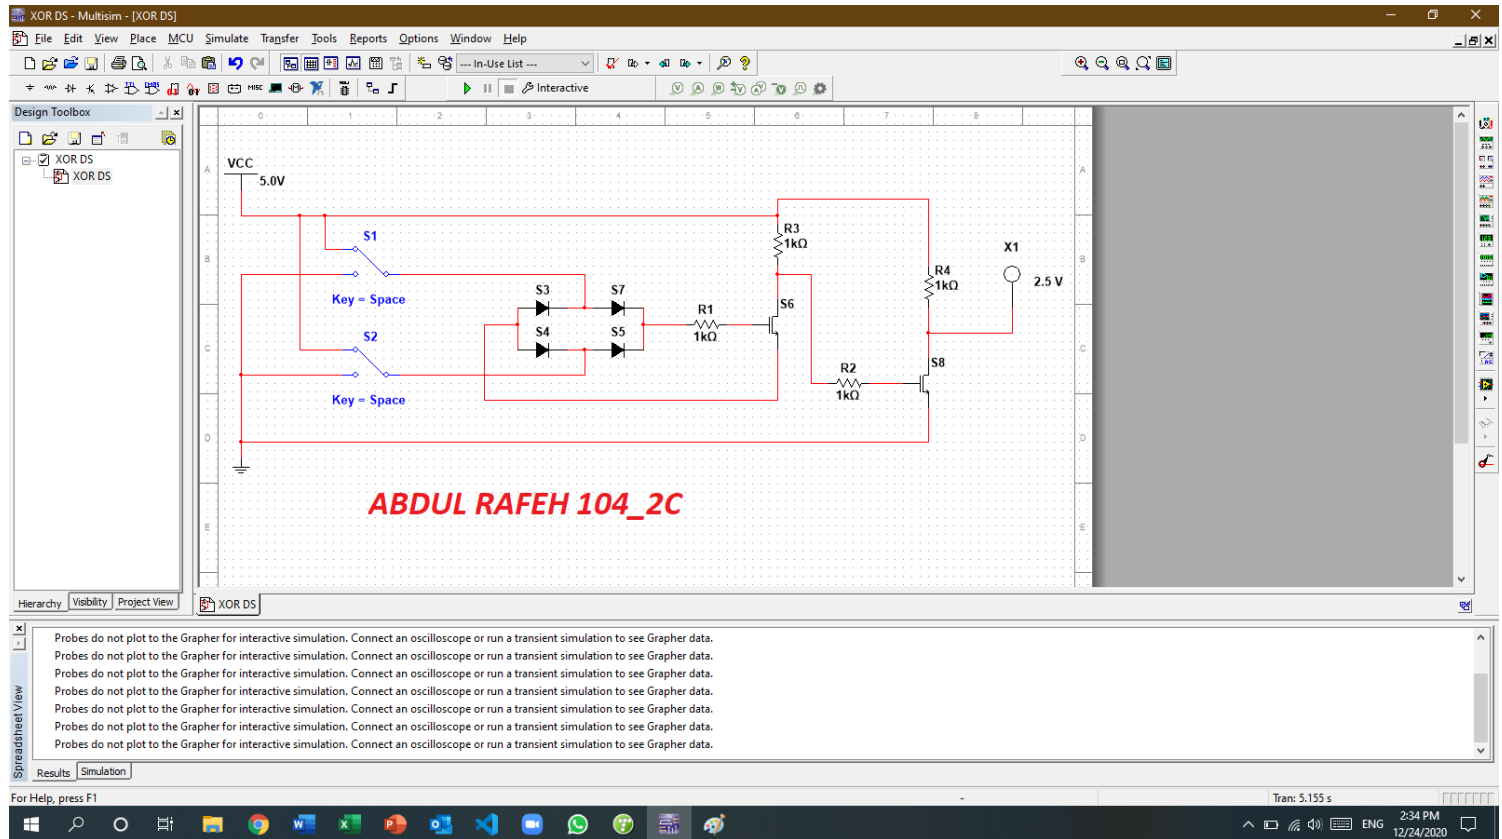 XOR DS - Multisim - [XOR DS]
File Edit View Place MCU Simulate Transfer Tools Reports Options Window Help
--- In-Use List ---
Interactive
Design Toolbox
XOR DS
XOR DS
0 1 2 3 4 5 6 7 8
A
B
C
D
E
A
B
C
D
E
VCC
5.0V
S1
Key = Space
S2
Key = Space
S3
S7
S4
S5
R1
1kΩ
R3
1kΩ
S6
R2
1kΩ
R4
1kΩ
S8
X1
2.5 V
ABDUL RAFEH 104_2C
Hierarchy Visibility Project View
XOR DS
Spreadsheet View
Probes do not plot to the Grapher for interactive simulation. Connect an oscilloscope or run a transient simulation to see Grapher data.
Probes do not plot to the Grapher for interactive simulation. Connect an oscilloscope or run a transient simulation to see Grapher data.
Probes do not plot to the Grapher for interactive simulation. Connect an oscilloscope or run a transient simulation to see Grapher data.
Probes do not plot to the Grapher for interactive simulation. Connect an oscilloscope or run a transient simulation to see Grapher data.
Probes do not plot to the Grapher for interactive simulation. Connect an oscilloscope or run a transient simulation to see Grapher data.
Probes do not plot to the Grapher for interactive simulation. Connect an oscilloscope or run a transient simulation to see Grapher data.
Probes do not plot to the Grapher for interactive simulation. Connect an oscilloscope or run a transient simulation to see Grapher data.
Results Simulation
For Help, press F1
- Tran: 5.155 s
ENG
2:34 PM
12/24/2020